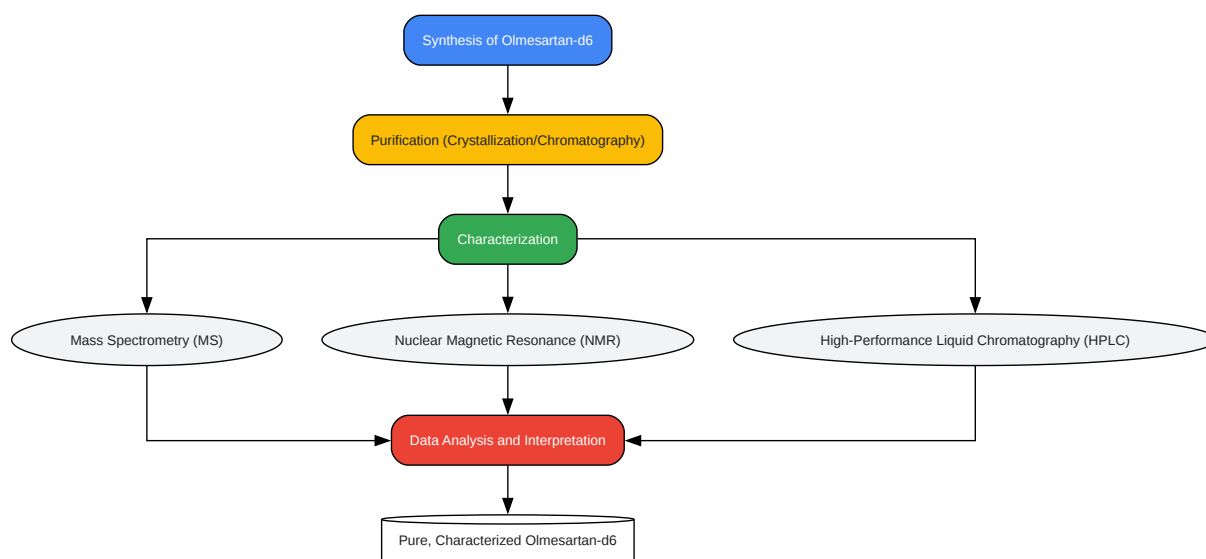 Synthesis of Olmesartan-d6
Purification (Crystallization/Chromatography)
Characterization
Mass Spectrometry (MS)
Nuclear Magnetic Resonance (NMR)
High-Performance Liquid Chromatography (HPLC)
Data Analysis and Interpretation
Pure, Characterized Olmesartan-d6